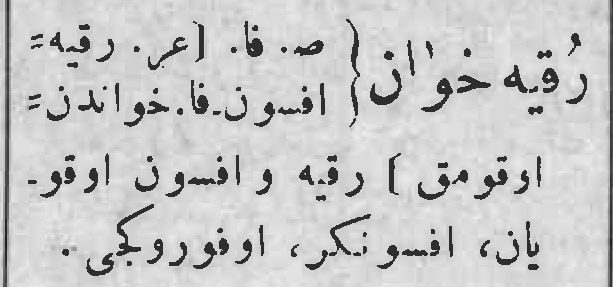 رُقیه خوان { ص. فا. [عر. رقیه=
افسون. فا. خواندن=
اوقومق] رقیه و افسون اوقو-
یان، افسونکر، اوفوروکجی.